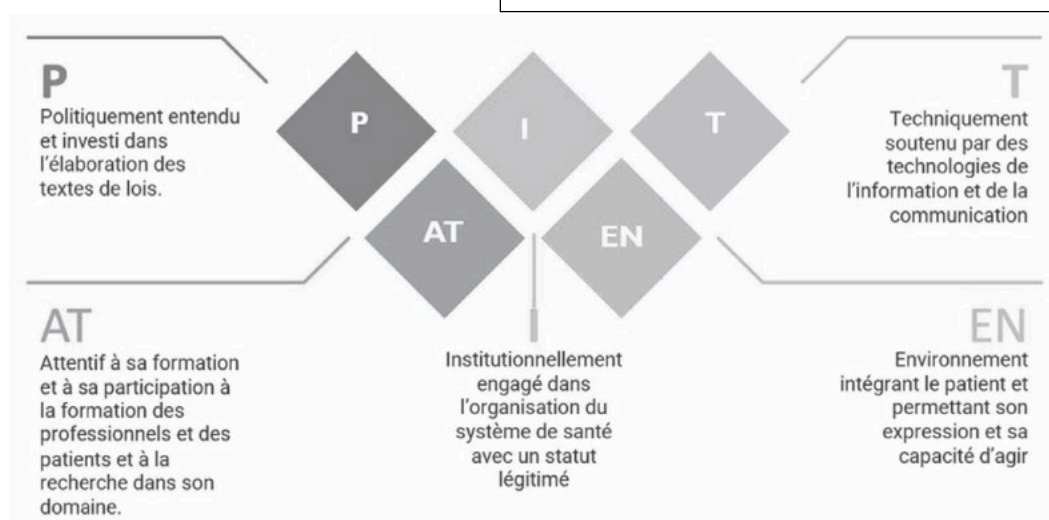 P
Politiquement entendu
et investi dans
l'élaboration des
textes de lois.
P
I
T
AT
EN
T
Techniquement
soutenu par des
technologies de
l'information et de la
communication
AT
Attentif à sa formation
et à sa participation à
la formation des
professionnels et des
patients et à la
recherche dans son
domaine.
I
Institutionnellement
engagé dans
l'organisation du
système de santé
avec un statut
légitimé
EN
Environnement
intégrant le patient et
permettant son
expression et sa
capacité d'agir